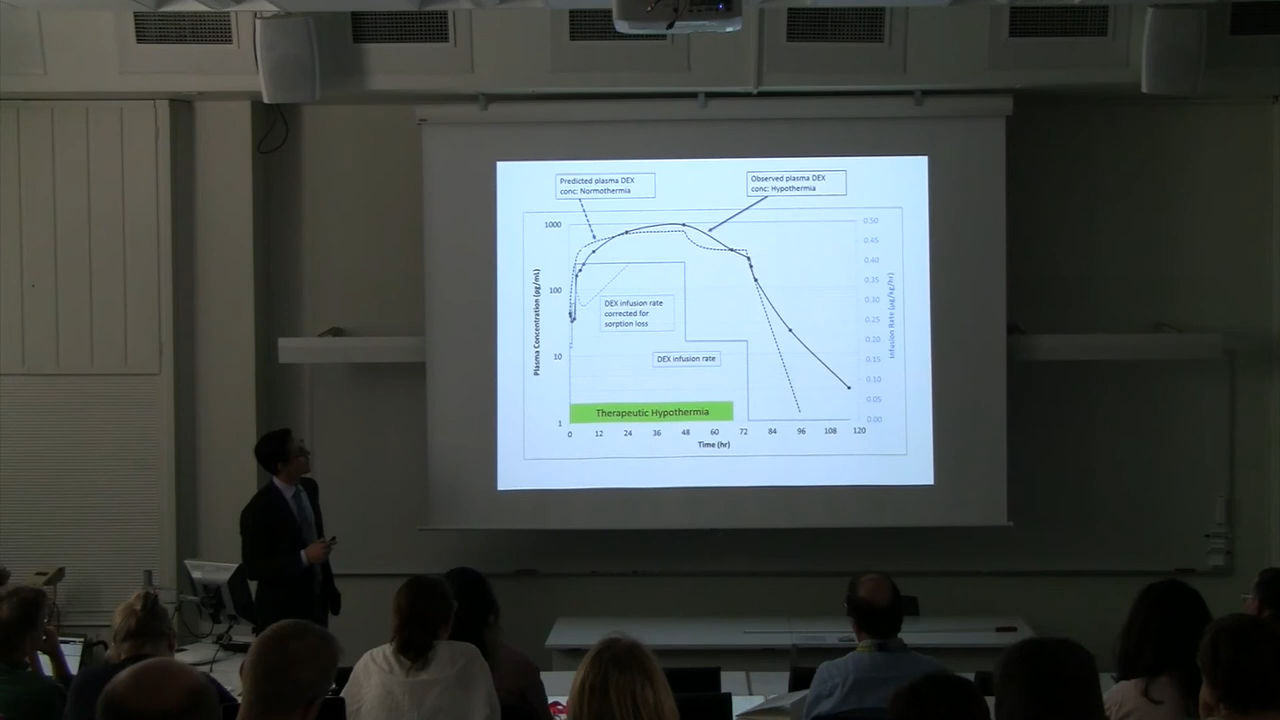 Predicted plasma DEX
conc: Normothermia
Observed plasma DEX
conc: Hypothermia
1000
100
10
1
Plasma Concentration (pg/mL)
0.50
0.45
0.40
0.35
0.30
0.25
0.20
0.15
0.10
0.05
0.00
Infusion Rate (µg/kg/hr)
DEX infusion rate
corrected for
sorption loss
DEX infusion rate
Therapeutic Hypothermia
0 12 24 36 48 60 72 84 96 108 120
Time (hr)